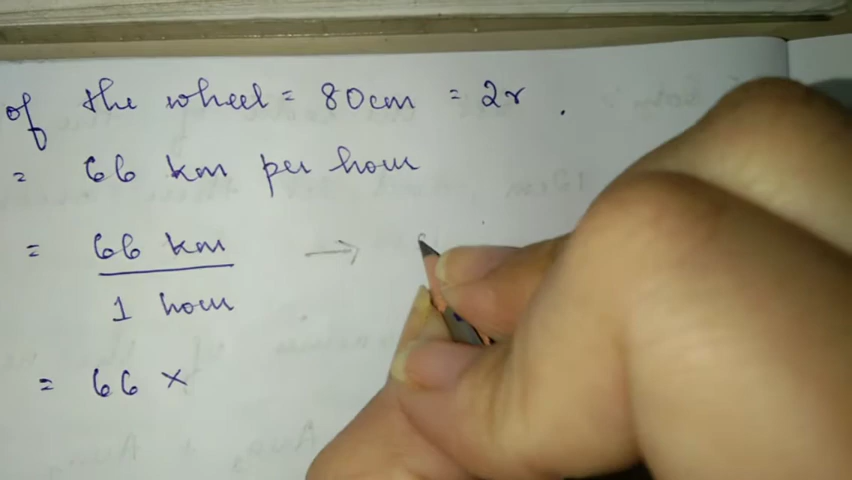 of the wheel = 80cm = 2r .
= 66 km per hour
= 66 km →
1 hour
= 66 ×